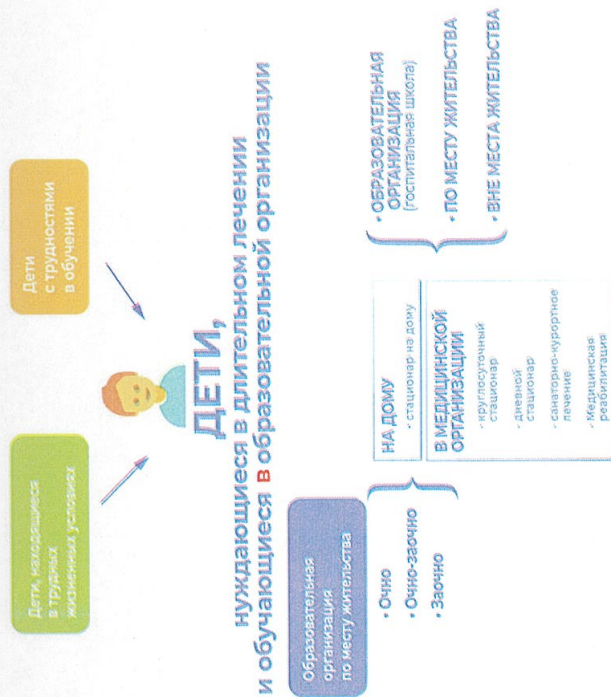 Дети, находящиеся
в трудных
жизненных условиях
Дети
с трудностями
в обучении
ДЕТИ,
нуждающиеся в длительном лечении
и обучающиеся в образовательной организации
Образовательная
организация
по месту жительства
• Очно
• Очно-заочно
• Заочно
НА ДОМУ
- стационар на дому
В МЕДИЦИНСКОЙ
ОРГАНИЗАЦИИ
- круглосуточный
стационар
- дневной
стационар
- санаторно-курортное
лечение
- Медицинская
реабилитация
• ОБРАЗОВАТЕЛЬНАЯ
ОРГАНИЗАЦИЯ
(госпитальная школа)
• ПО МЕСТУ ЖИТЕЛЬСТВА
• ВНЕ МЕСТА ЖИТЕЛЬСТВА